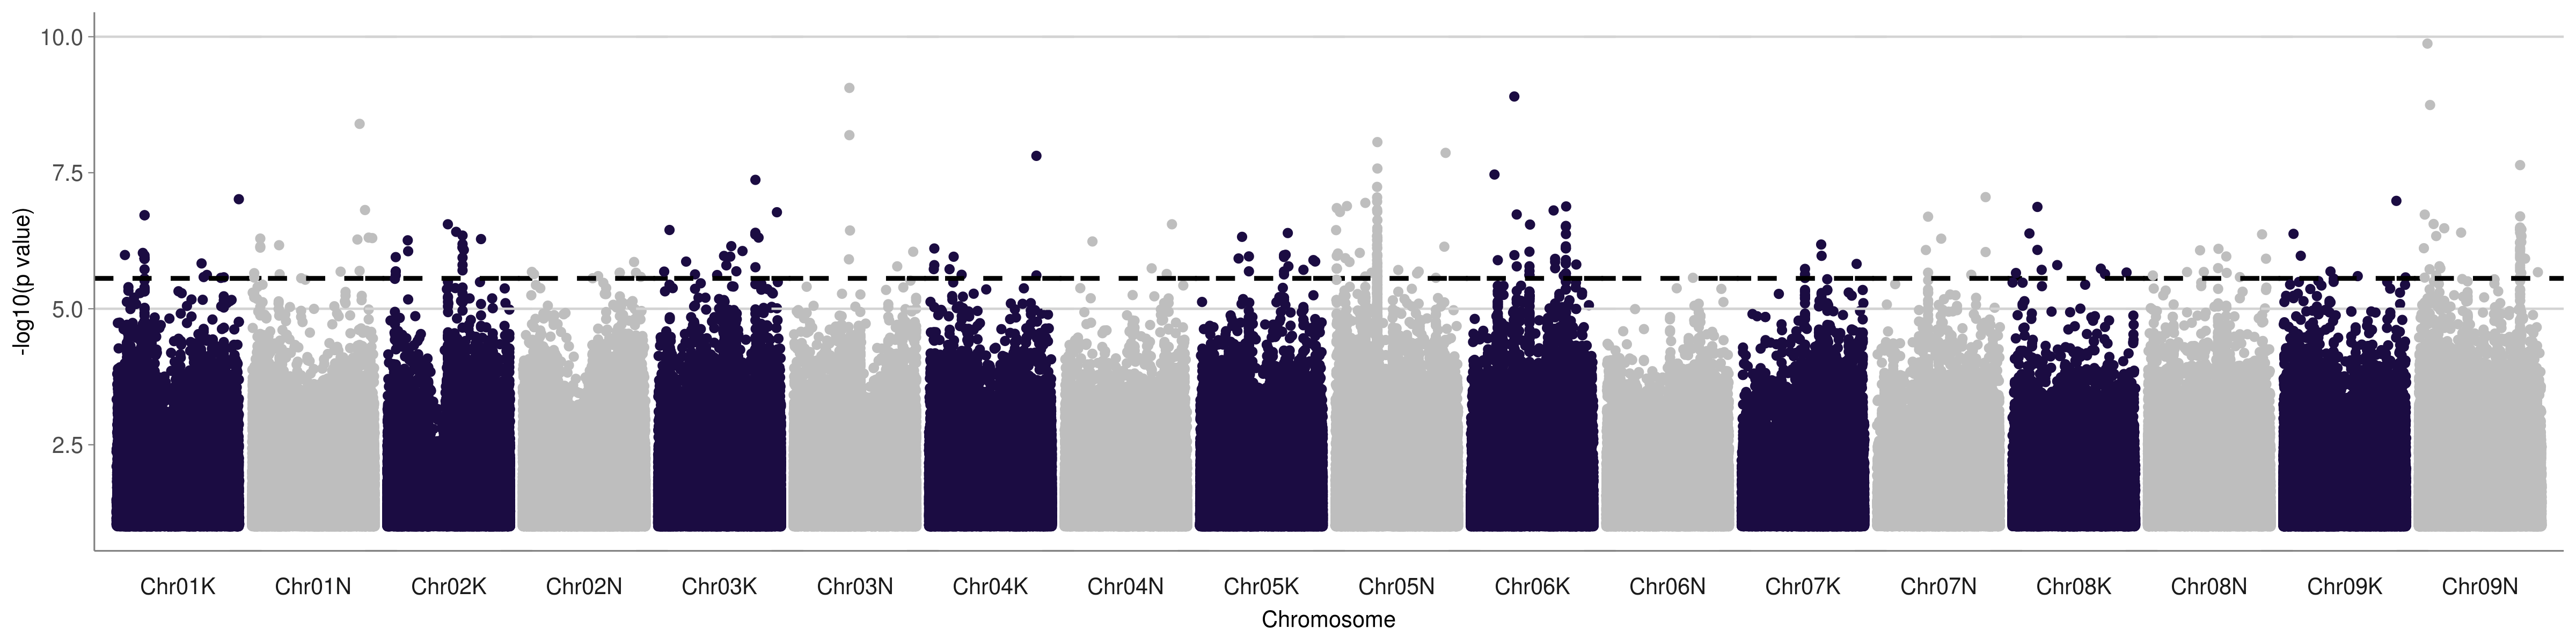 10.0
7.5
5.0
2.5
-log10(p value)
Chr01K Chr01N Chr02K Chr02N Chr03K Chr03N Chr04K Chr04N Chr05K Chr05N Chr06K Chr06N Chr07K Chr07N Chr08K Chr08N Chr09K Chr09N
Chromosome